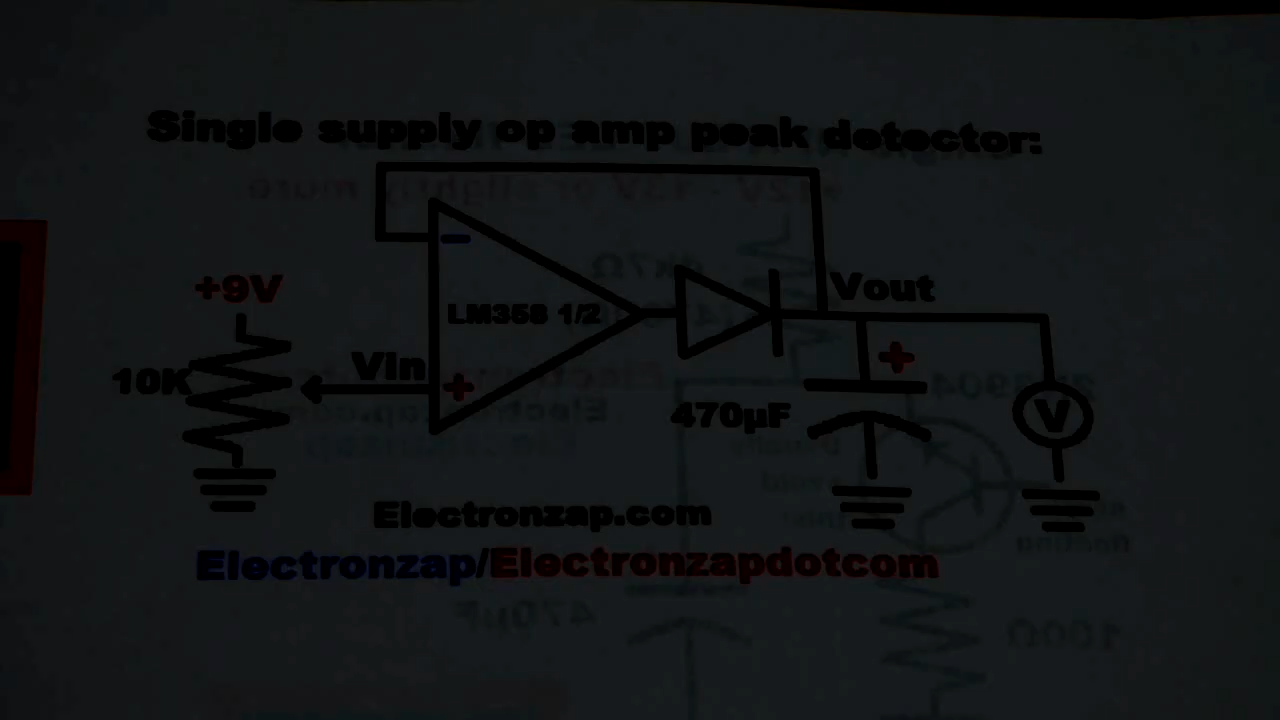 Single supply op amp peak detector:
+9V
10K
Vin
LM358 1/2
Vout
470µF
V
Electronzap.com
Electronzap/Electronzapdotcom